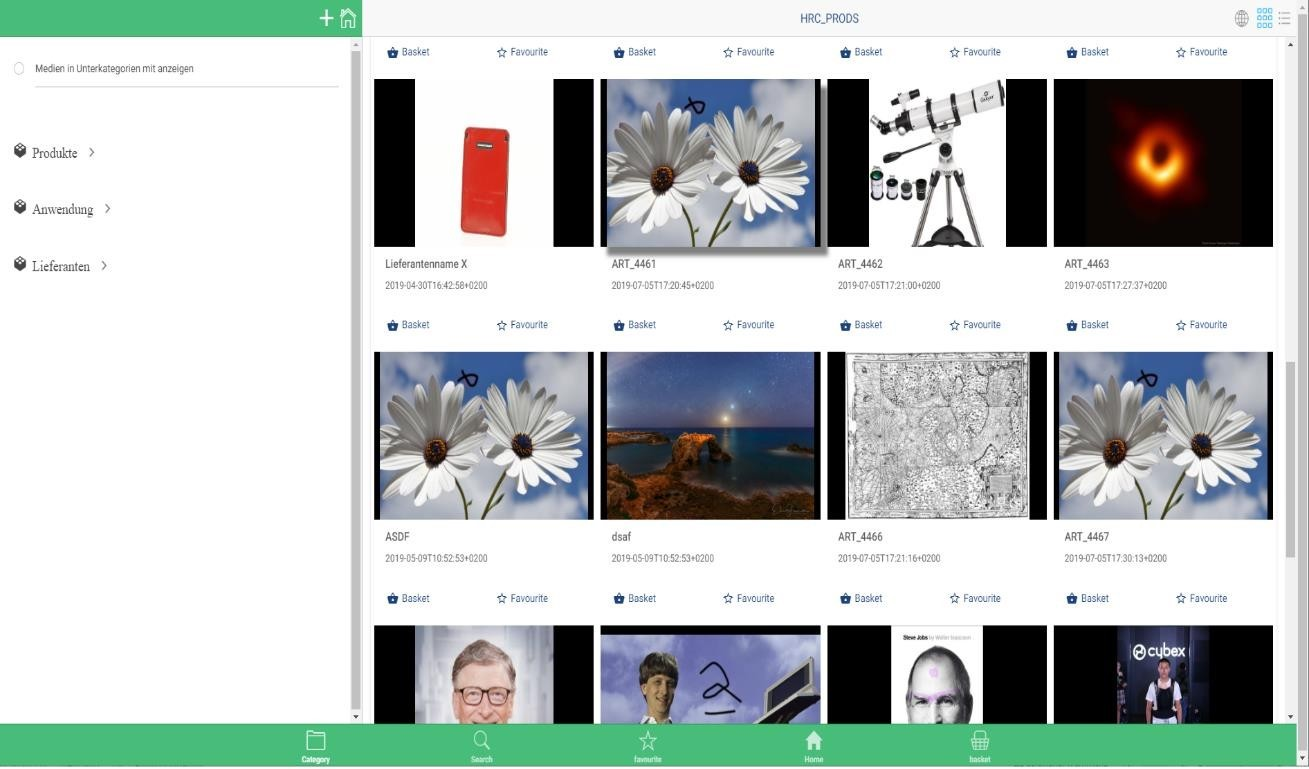 HRC_PRODS
Medien in Unterkategorien mit anzeigen
Produkte
Anwendung
Lieferanten
Basket Favourite Basket Favourite Basket Favourite Basket Favourite
Lieferantenname X ART_4461 ART_4462 ART_4463
2019-04-30T16:42:58+0200 2019-07-05T17:20:45+0200 2019-07-05T17:21:00+0200 2019-07-05T17:27:37+0200
Basket Favourite Basket Favourite Basket Favourite Basket Favourite
ASDF dsaf ART_4466 ART_4467
2019-05-09T10:52:53+0200 2019-05-09T10:52:53+0200 2019-07-05T17:21:16+0200 2019-07-05T17:30:13+0200
Basket Favourite Basket Favourite Basket Favourite Basket Favourite
2
Steve Jobs by Walter Isaacson
cybex
Category Search favourite Home basket